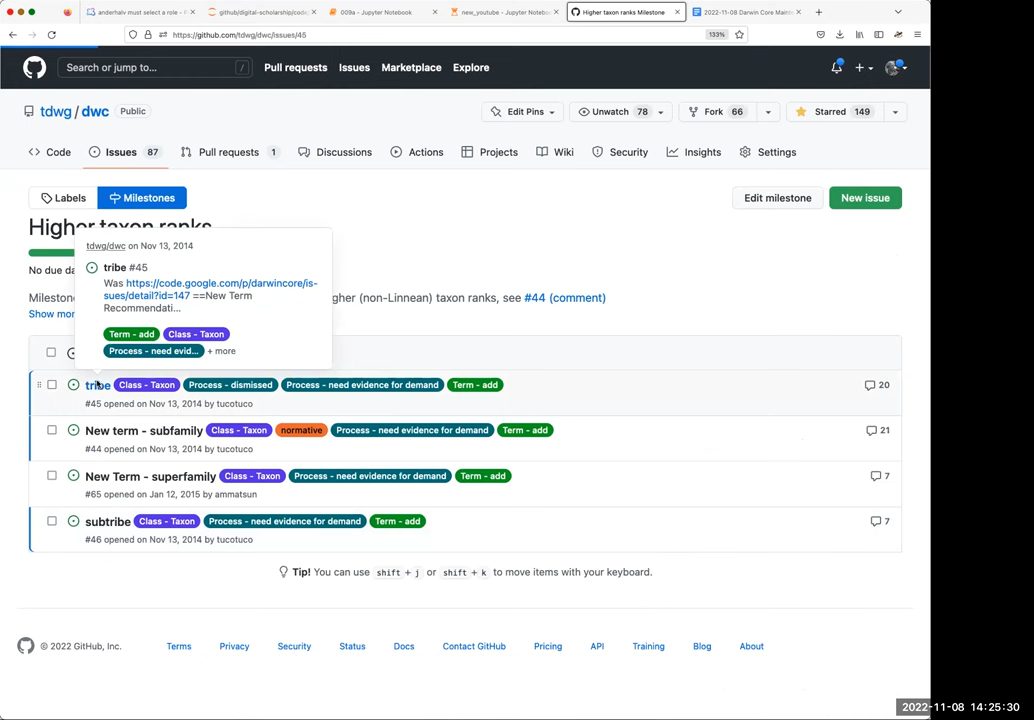 anderhalv must select a role - P
github/digital-scholarship/code
009a - Jupyter Notebook
new_youtube - Jupyter Notebo
Higher taxon ranks Milestone
2022-11-08 Darwin Core Maint
https://github.com/tdwg/dwc/issues/45
133%
Search or jump to...
/
Pull requests
Issues
Marketplace
Explore
tdwg / dwc
Public
Edit Pins
Unwatch 78
Fork 66
Starred 149
Code
Issues 87
Pull requests 1
Discussions
Actions
Projects
Wiki
Security
Insights
Settings
Labels
Milestones
Edit milestone
New issue
Higher taxon ranks
tdwg/dwc on Nov 13, 2014
No due da
tribe #45
Was https://code.google.com/p/darwincore/is-
sues/detail?id=147 ==New Term
Recommendati...
Milestone
gher (non-Linnean) taxon ranks, see #44 (comment)
Show mor
Term - add
Class - Taxon
Process - need evid...
+ more
tribe
Class - Taxon
Process - dismissed
Process - need evidence for demand
Term - add
20
#45 opened on Nov 13, 2014 by tucotuco
New term - subfamily
Class - Taxon
normative
Process - need evidence for demand
Term - add
21
#44 opened on Nov 13, 2014 by tucotuco
New Term - superfamily
Class - Taxon
Process - need evidence for demand
Term - add
7
#65 opened on Jan 12, 2015 by ammatsun
subtribe
Class - Taxon
Process - need evidence for demand
Term - add
7
#46 opened on Nov 13, 2014 by tucotuco
Tip! You can use shift + j or shift + k to move items with your keyboard.
© 2022 GitHub, Inc.
Terms
Privacy
Security
Status
Docs
Contact GitHub
Pricing
API
Training
Blog
About
2022-11-08 14:25:30